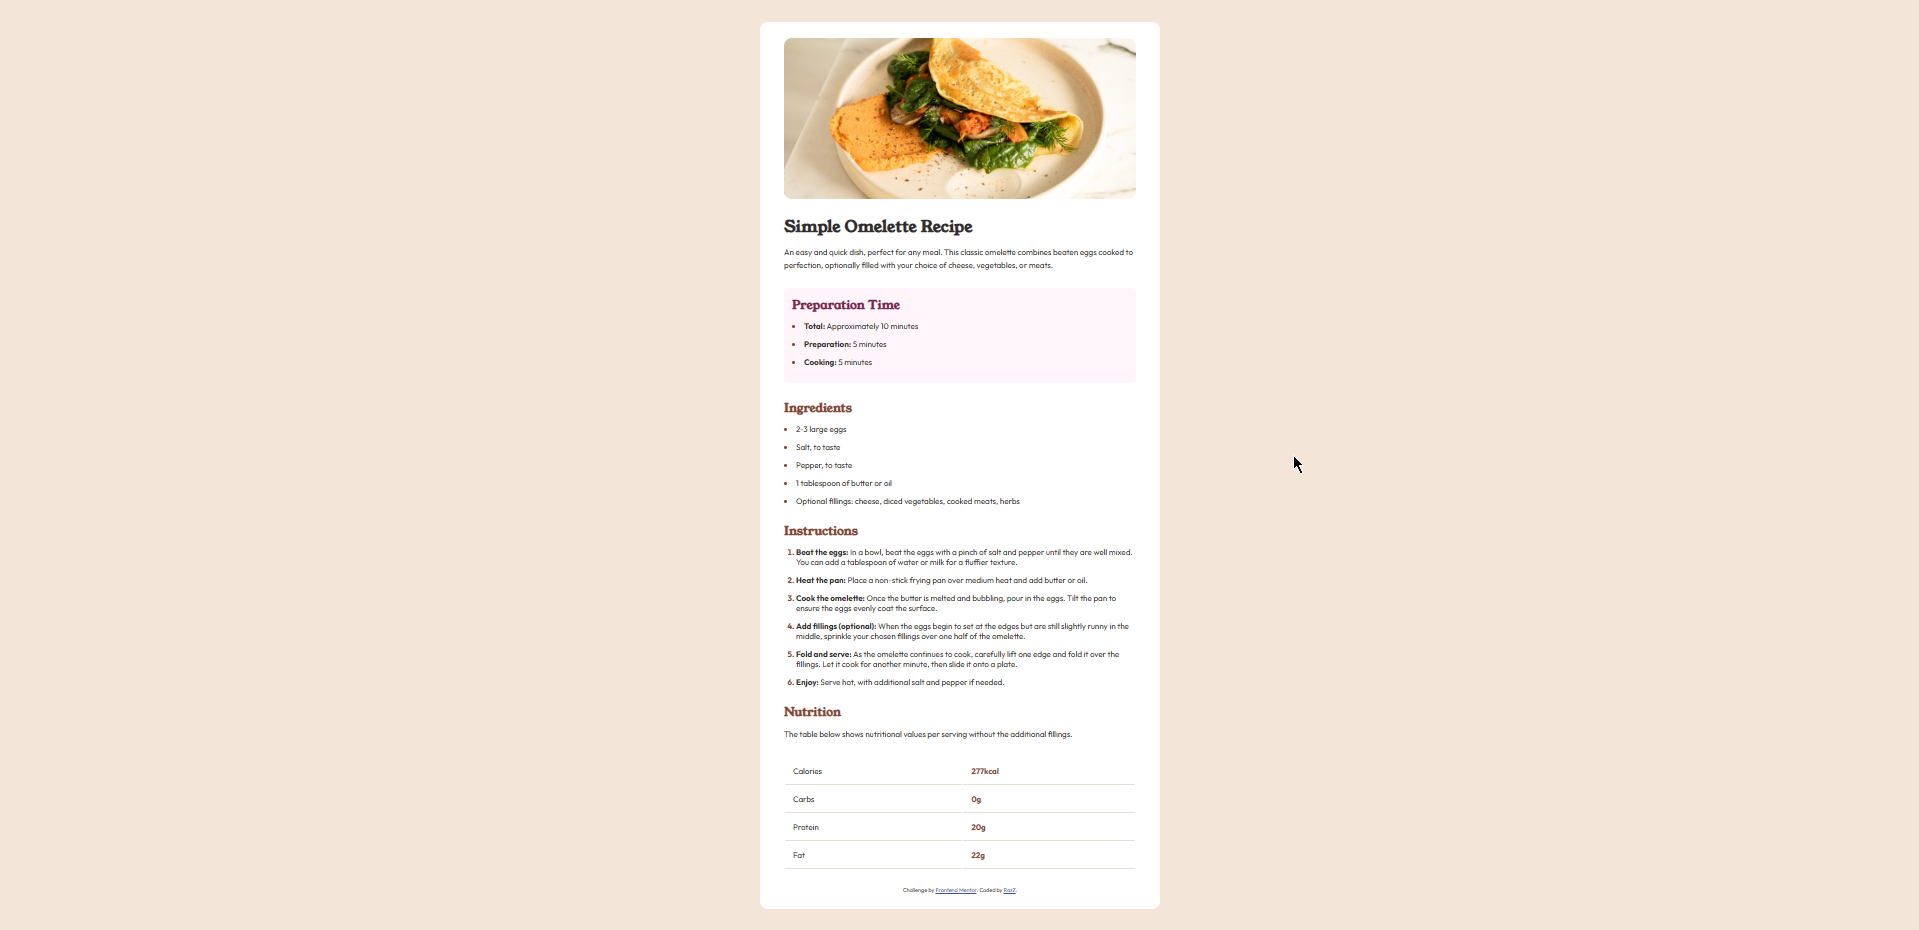 Simple Omelette Recipe
An easy and quick dish, perfect for any meal. This classic omelette combines beaten eggs cooked to
perfection, optionally filled with your choice of cheese, vegetables, or meats.
Preparation Time
• Total: Approximately 10 minutes
• Preparation: 5 minutes
• Cooking: 5 minutes
Ingredients
• 2-3 large eggs
• Salt, to taste
• Pepper, to taste
• 1 tablespoon of butter or oil
• Optional fillings: cheese, diced vegetables, cooked meats, herbs
Instructions
1. Beat the eggs: In a bowl, beat the eggs with a pinch of salt and pepper until they are well mixed.
You can add a tablespoon of water or milk for a fluffier texture.
2. Heat the pan: Place a non-stick frying pan over medium heat and add butter or oil.
3. Cook the omelette: Once the butter is melted and bubbling, pour in the eggs. Tilt the pan to
ensure the eggs evenly coat the surface.
4. Add fillings (optional): When the eggs begin to set at the edges but are still slightly runny in the
middle, sprinkle your chosen fillings over one half of the omelette.
5. Fold and serve: As the omelette continues to cook, carefully lift one edge and fold it over the
fillings. Let it cook for another minute, then slide it onto a plate.
6. Enjoy: Serve hot, with additional salt and pepper if needed.
Nutrition
The table below shows nutritional values per serving without the additional fillings.
Calories 277kcal
Carbs 0g
Protein 20g
Fat 22g
Challenge by Frontend Mentor. Coded by RazZ.